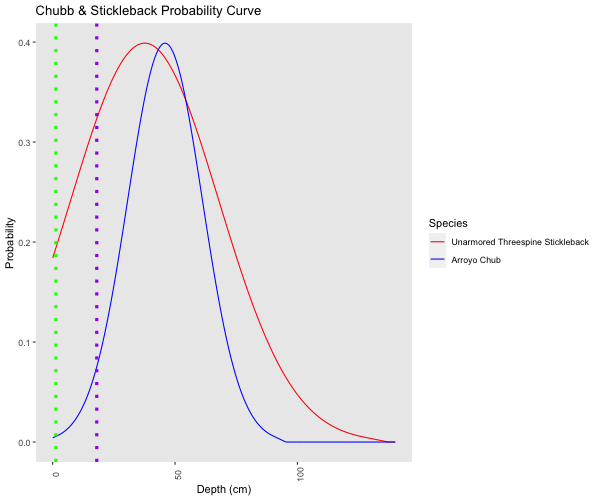 Chubb & Stickleback Probability Curve
0.4
0.3
0.2
0.1
0.0
Probability
0
50
100
Depth (cm)
Species
Unarmored Threespine Stickleback
Arroyo Chub